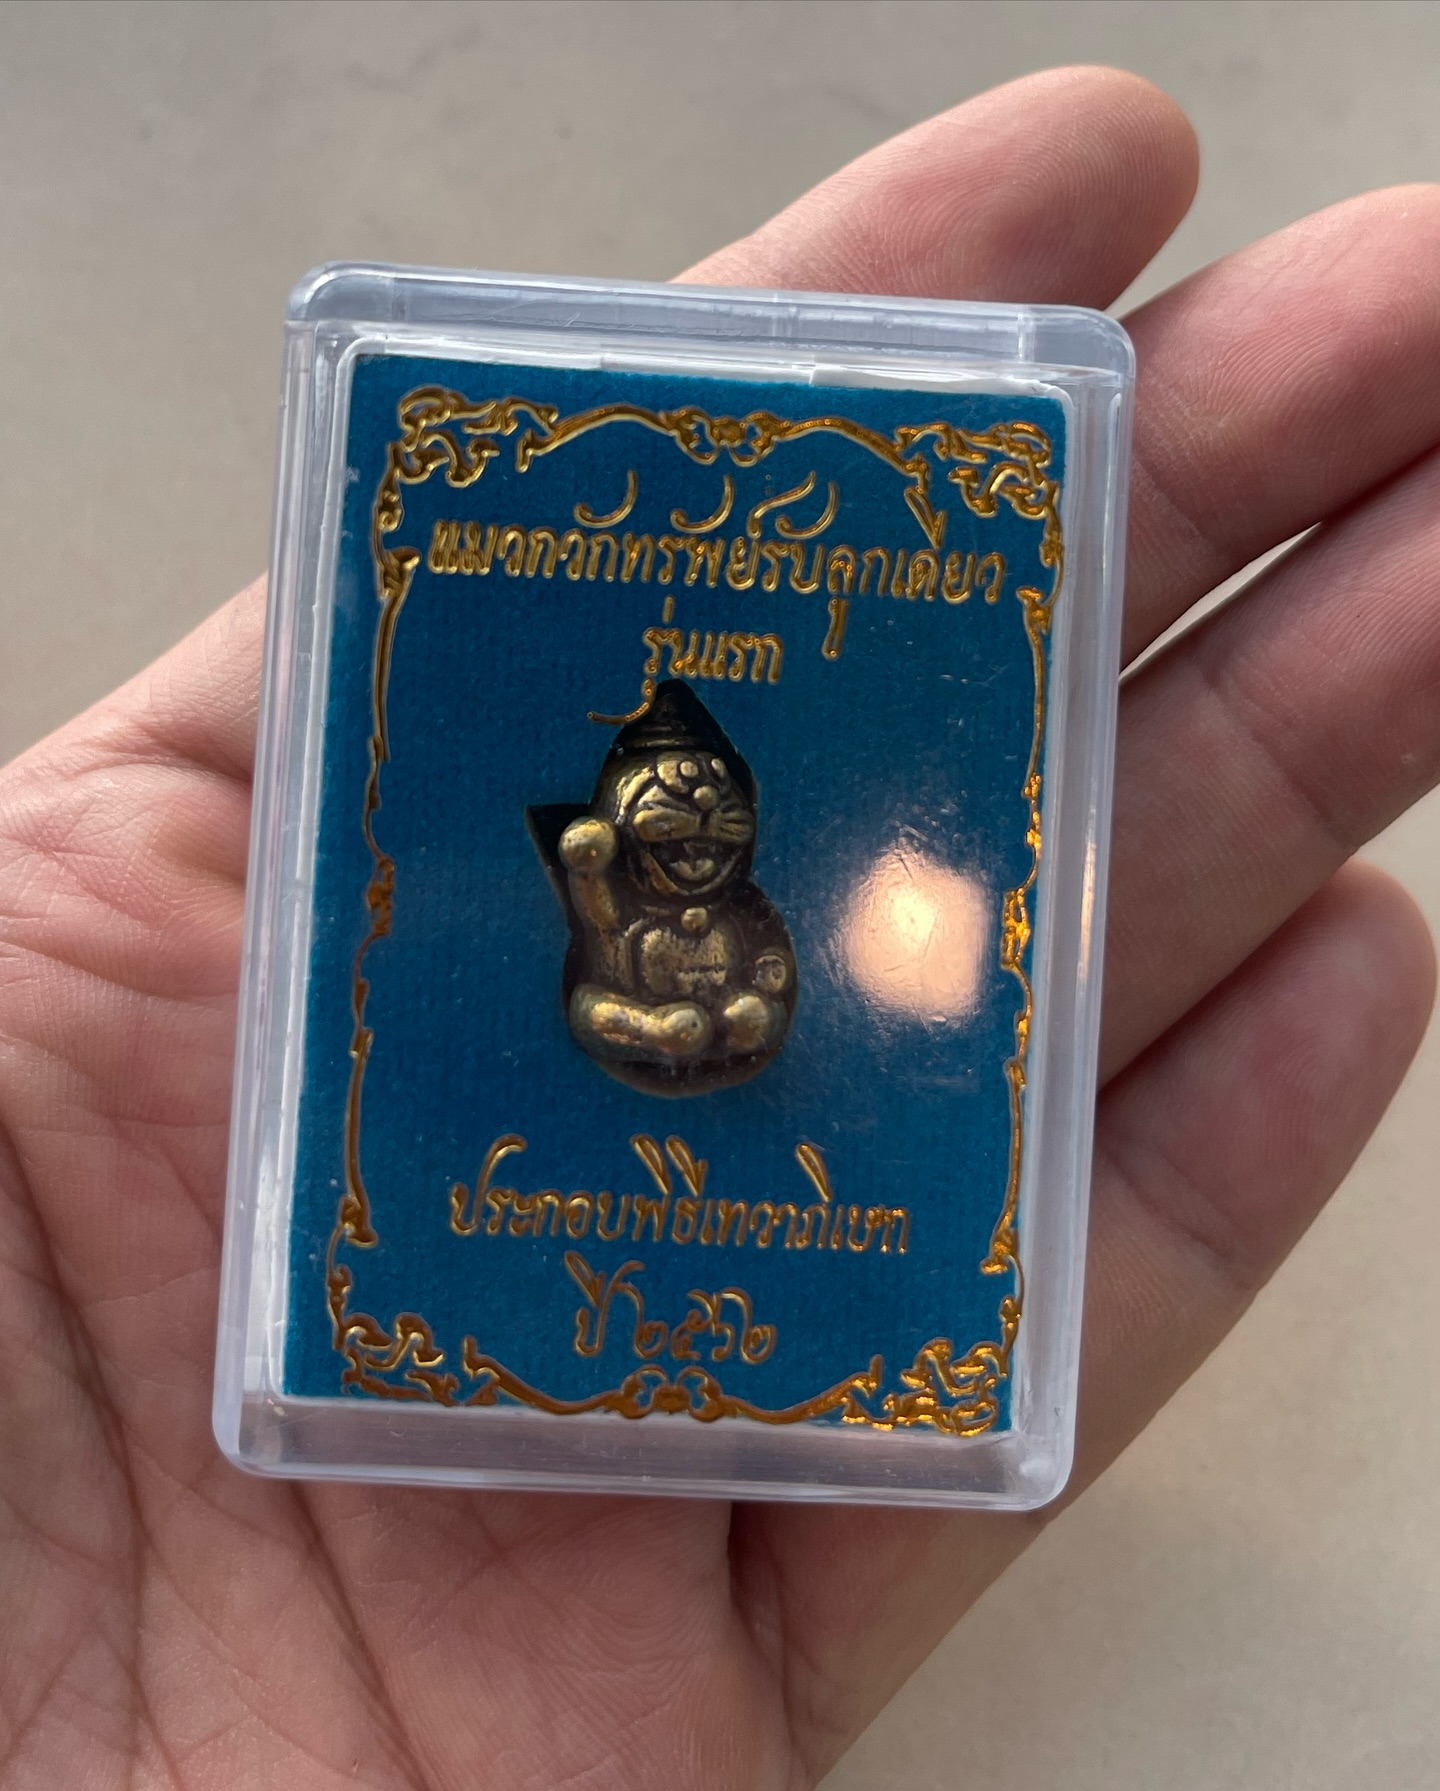 แมวกวักทรัพย์รับลูกเดียว
รุ่นแรก
ประกอบพิธีเทวาภิเษก
ปี ๒๕๖๒